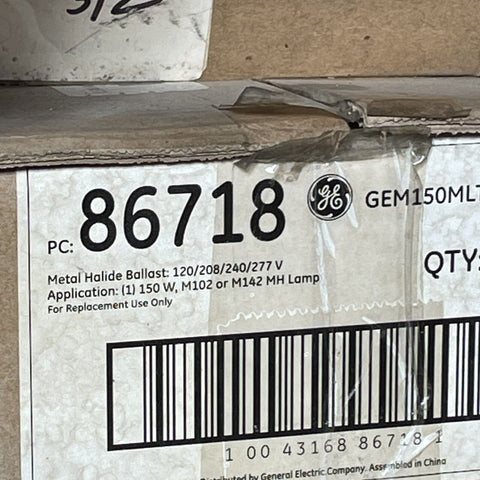 PC: 86718 GE GEM150MLT
Metal Halide Ballast: 120/208/240/277 V
Application: (1) 150 W, M102 or M142 MH Lamp
For Replacement Use Only
QTY:
1 00 43168 86718 1
Distributed by General Electric Company. Assembled in China